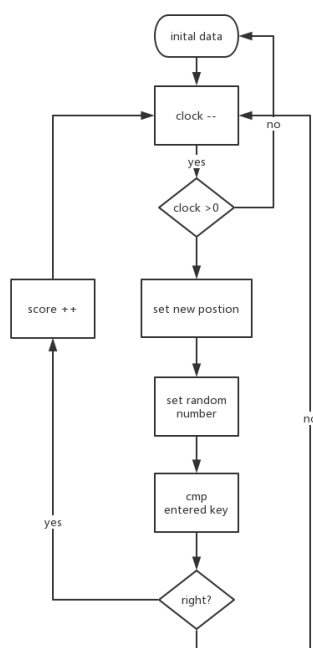 inital data
clock --
no
yes
clock >0
score ++
set new postion
set random
number
no
cmp
entered key
yes
right?